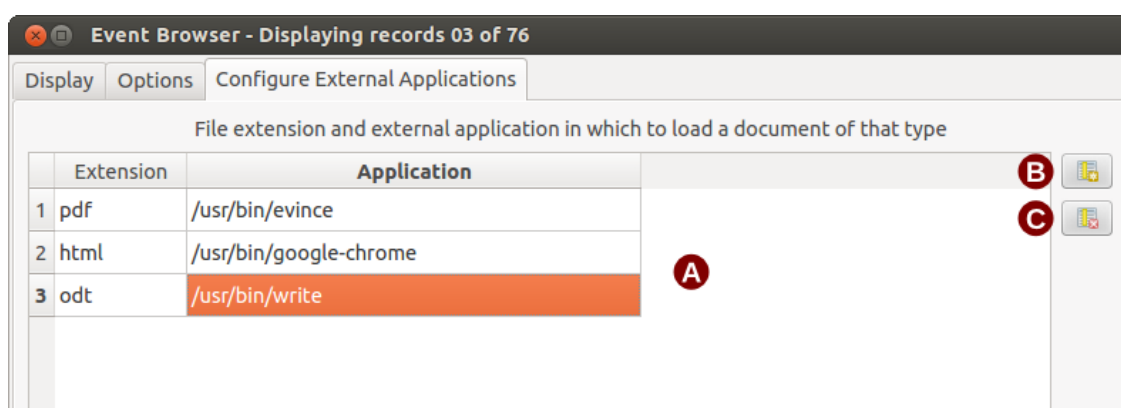 Event Browser - Displaying records 03 of 76
Display Options Configure External Applications
File extension and external application in which to load a document of that type
Extension Application B
1 pdf /usr/bin/evince C
2 html /usr/bin/google-chrome
A
3 odt /usr/bin/write